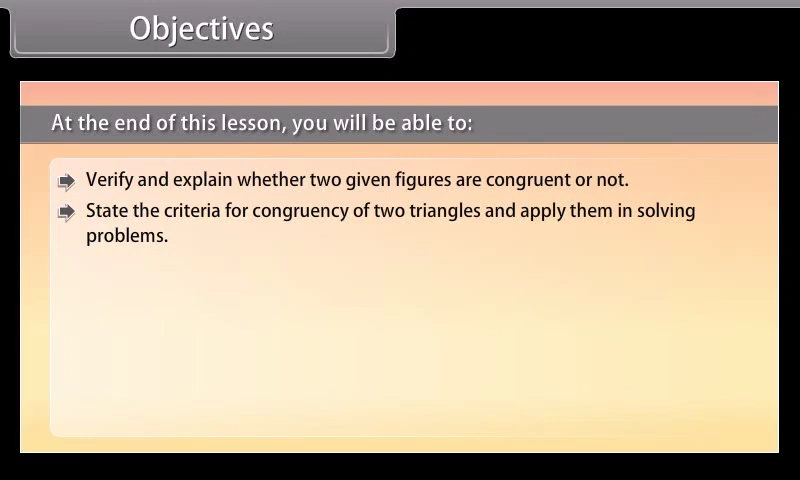 Objectives
At the end of this lesson, you will be able to:
Verify and explain whether two given figures are congruent or not.
State the criteria for congruency of two triangles and apply them in solving
problems.